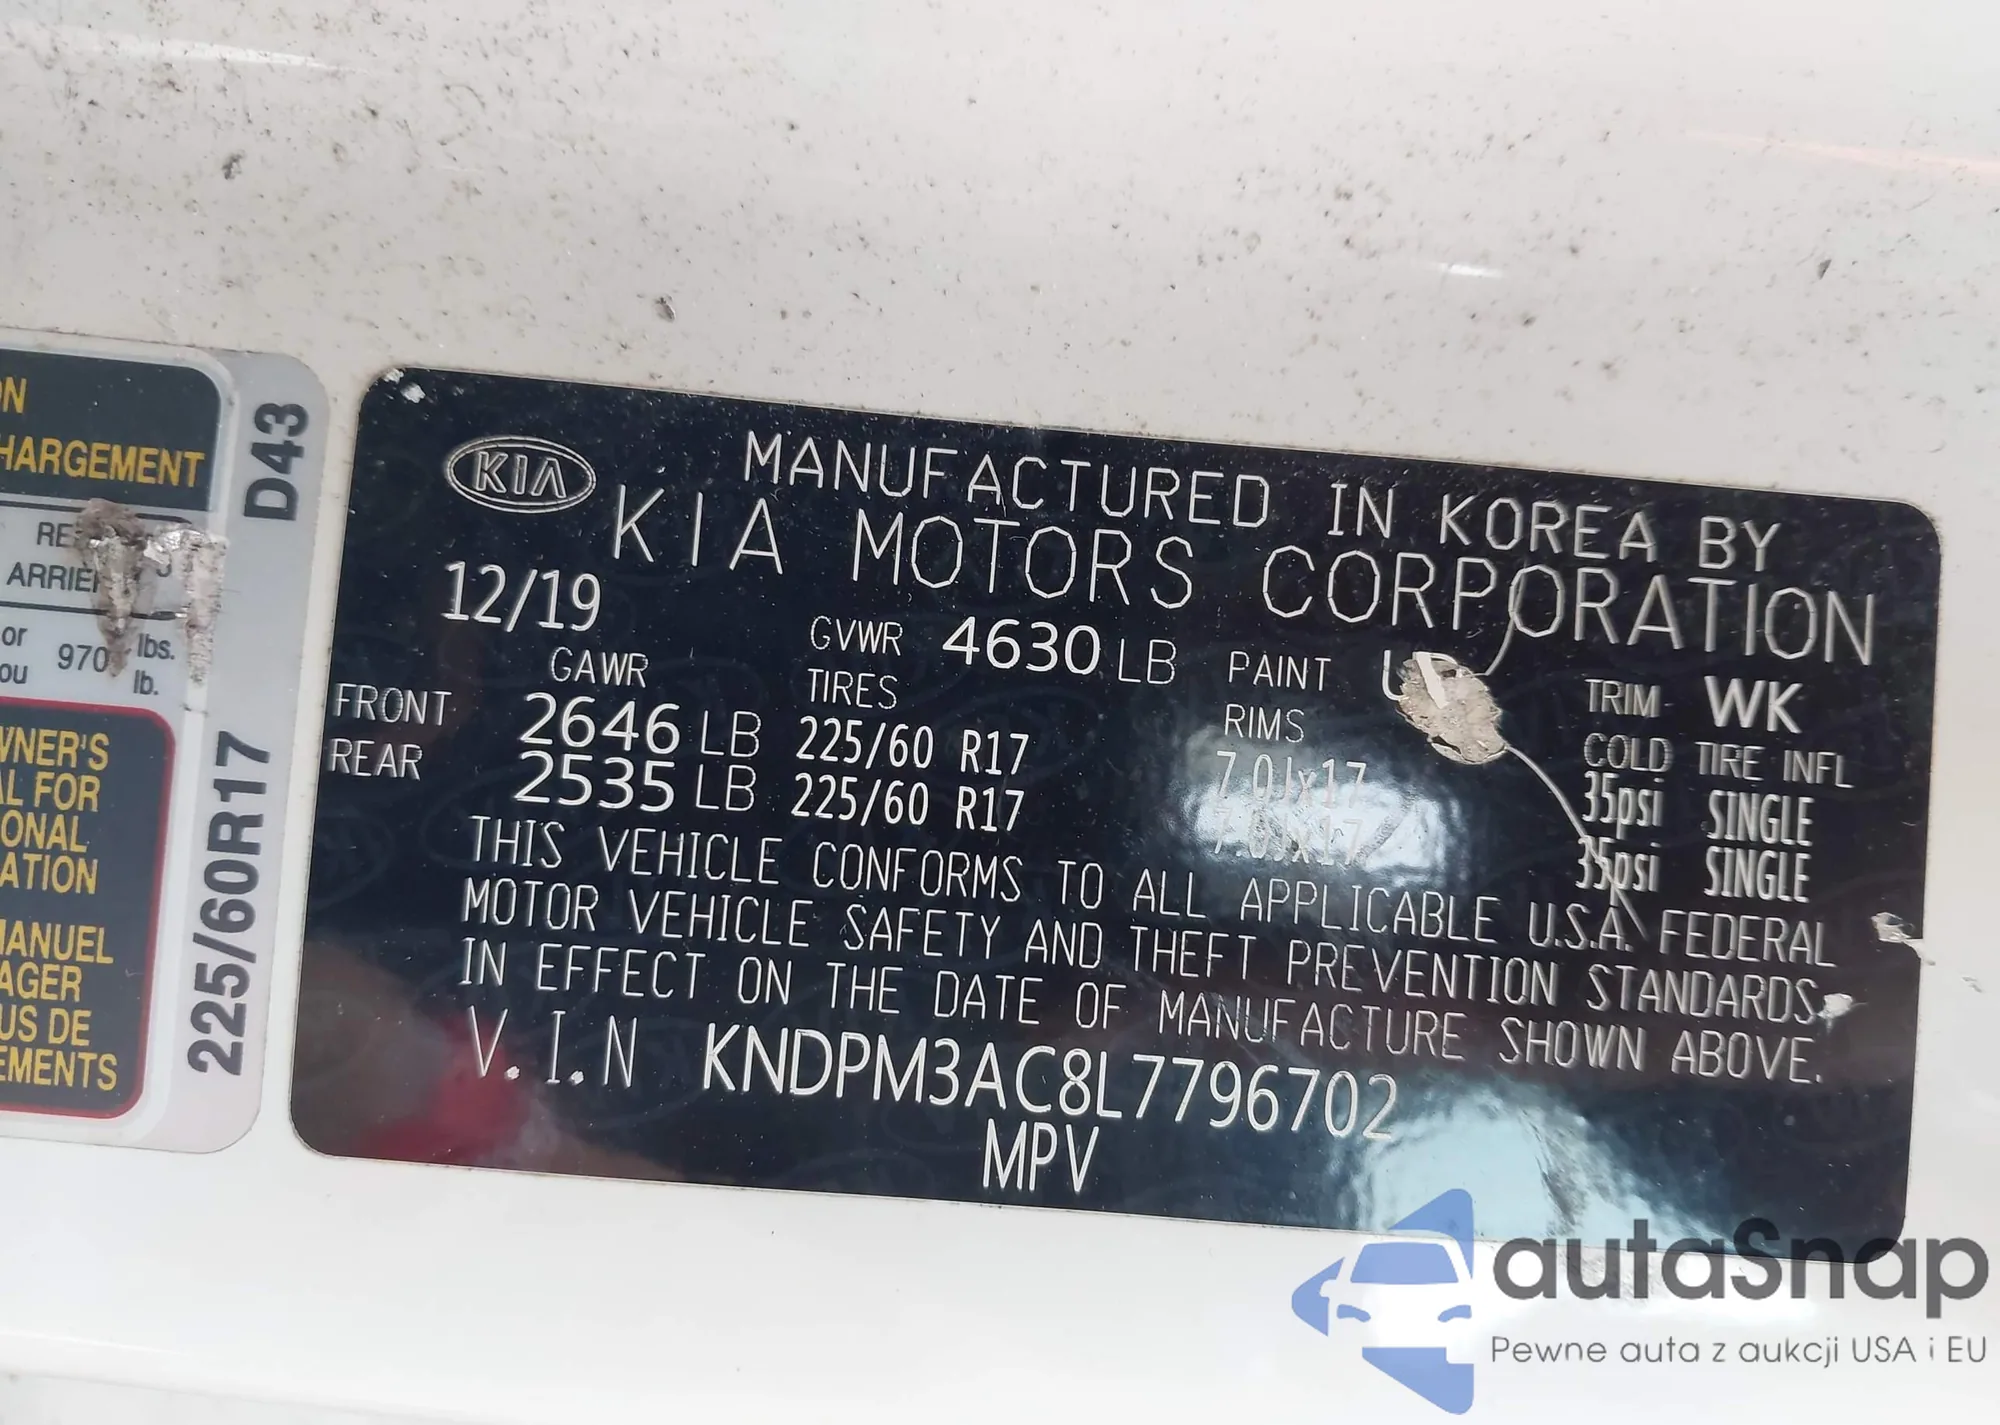 ON
HARGEMENT
ARRIE
or
ou
970 lbs.
lb.
WNER'S
AL FOR
ONAL
ATION
MANUEL
AGER
US DE
EMENTS
D43
225/60R17
KIA
MANUFACTURED IN KOREA BY
KIA MOTORS CORPORATION
12/19 GVWR 4630 LB PAINT TRIM WK
GAWR TIRES RIMS COLD TIRE INFL
FRONT 2646 LB 225/60 R17 7.0Jx17 35psi SINGLE
REAR 2535 LB 225/60 R17 7.0Jx17 35psi SINGLE
THIS VEHICLE CONFORMS TO ALL APPLICABLE U.S.A. FEDERAL
MOTOR VEHICLE SAFETY AND THEFT PREVENTION STANDARDS
IN EFFECT ON THE DATE OF MANUFACTURE SHOWN ABOVE.
V.I.N KNDPM3AC8L7796702
MPV
autaSnap
Pewne auta z aukcji USA i EU